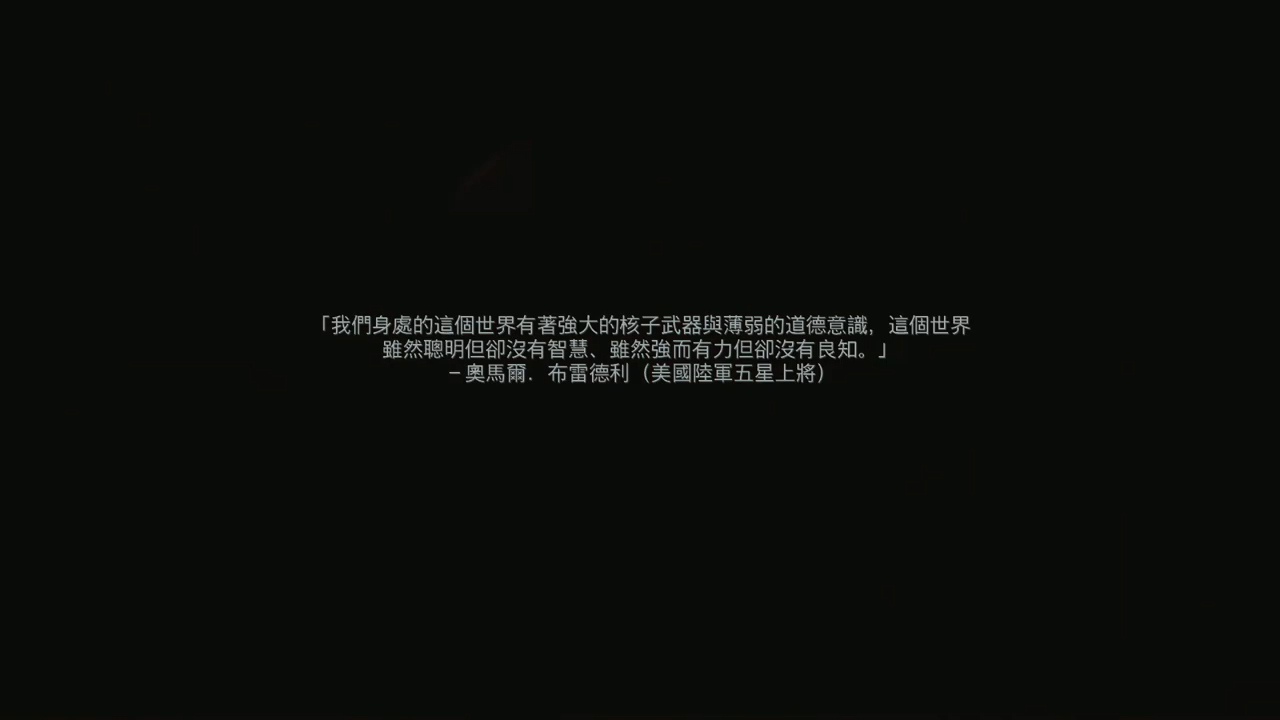 「我們身處的這個世界有著強大的核子武器與薄弱的道德意識，這個世界
雖然聰明但卻沒有智慧、雖然強而有力但卻沒有良知。」
– 奧馬爾．布雷德利（美國陸軍五星上將）